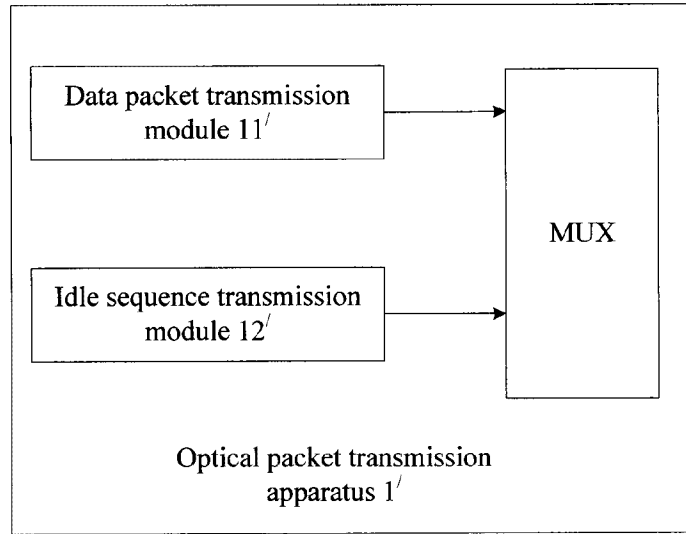 Data packet transmission
module 11/
MUX
Idle sequence transmission
module 12/
Optical packet transmission
apparatus 1/